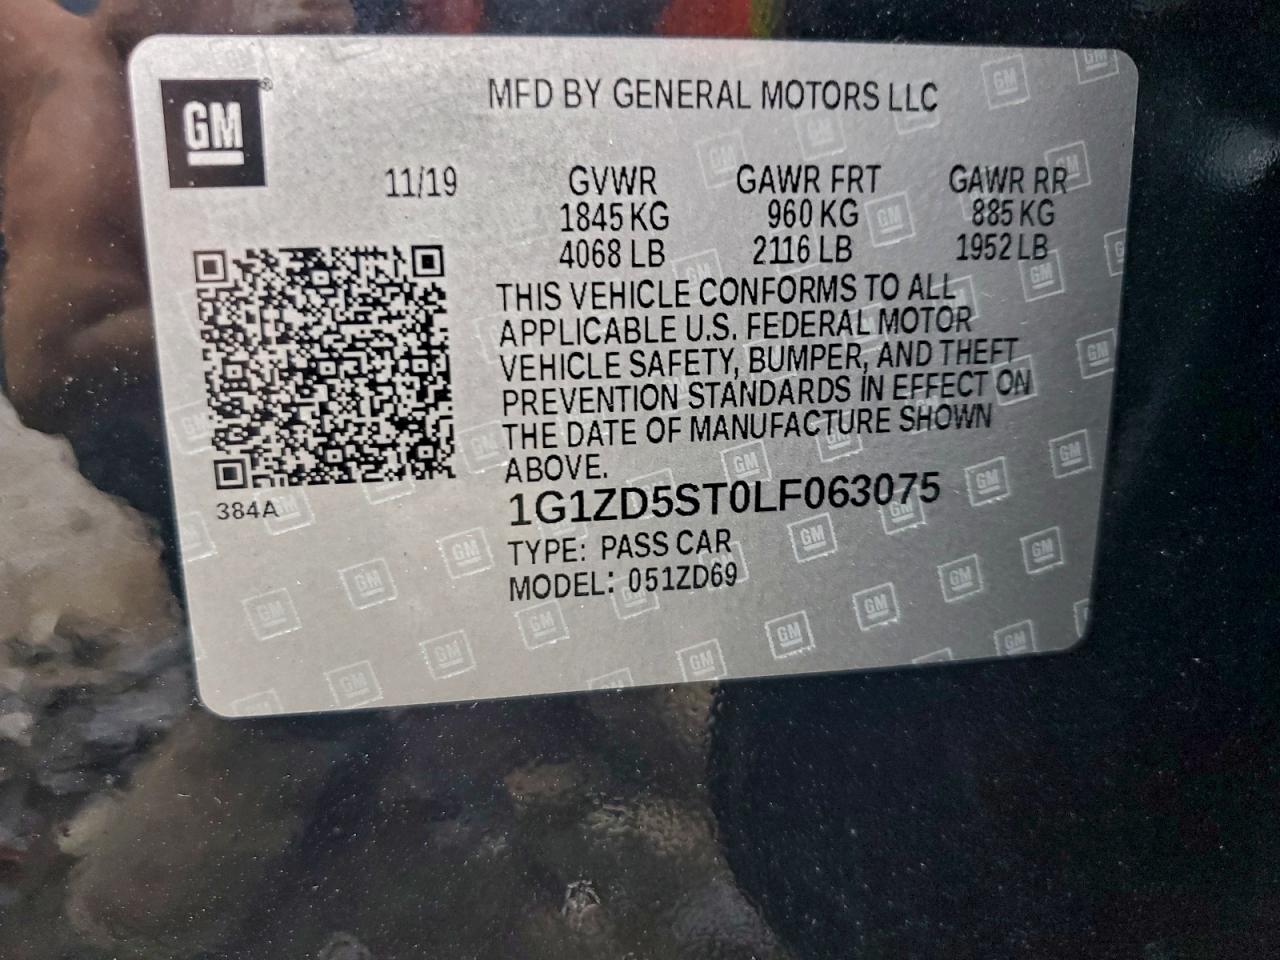 GM®
MFD BY GENERAL MOTORS LLC
11/19 GVWR GAWR FRT GAWR RR
1845 KG 960 KG 885 KG
4068 LB 2116 LB 1952 LB
THIS VEHICLE CONFORMS TO ALL
APPLICABLE U.S. FEDERAL MOTOR
VEHICLE SAFETY, BUMPER, AND THEFT
PREVENTION STANDARDS IN EFFECT ON
THE DATE OF MANUFACTURE SHOWN
ABOVE.
384A
1G1ZD5ST0LF063075
TYPE: PASS CAR
MODEL: 051ZD69